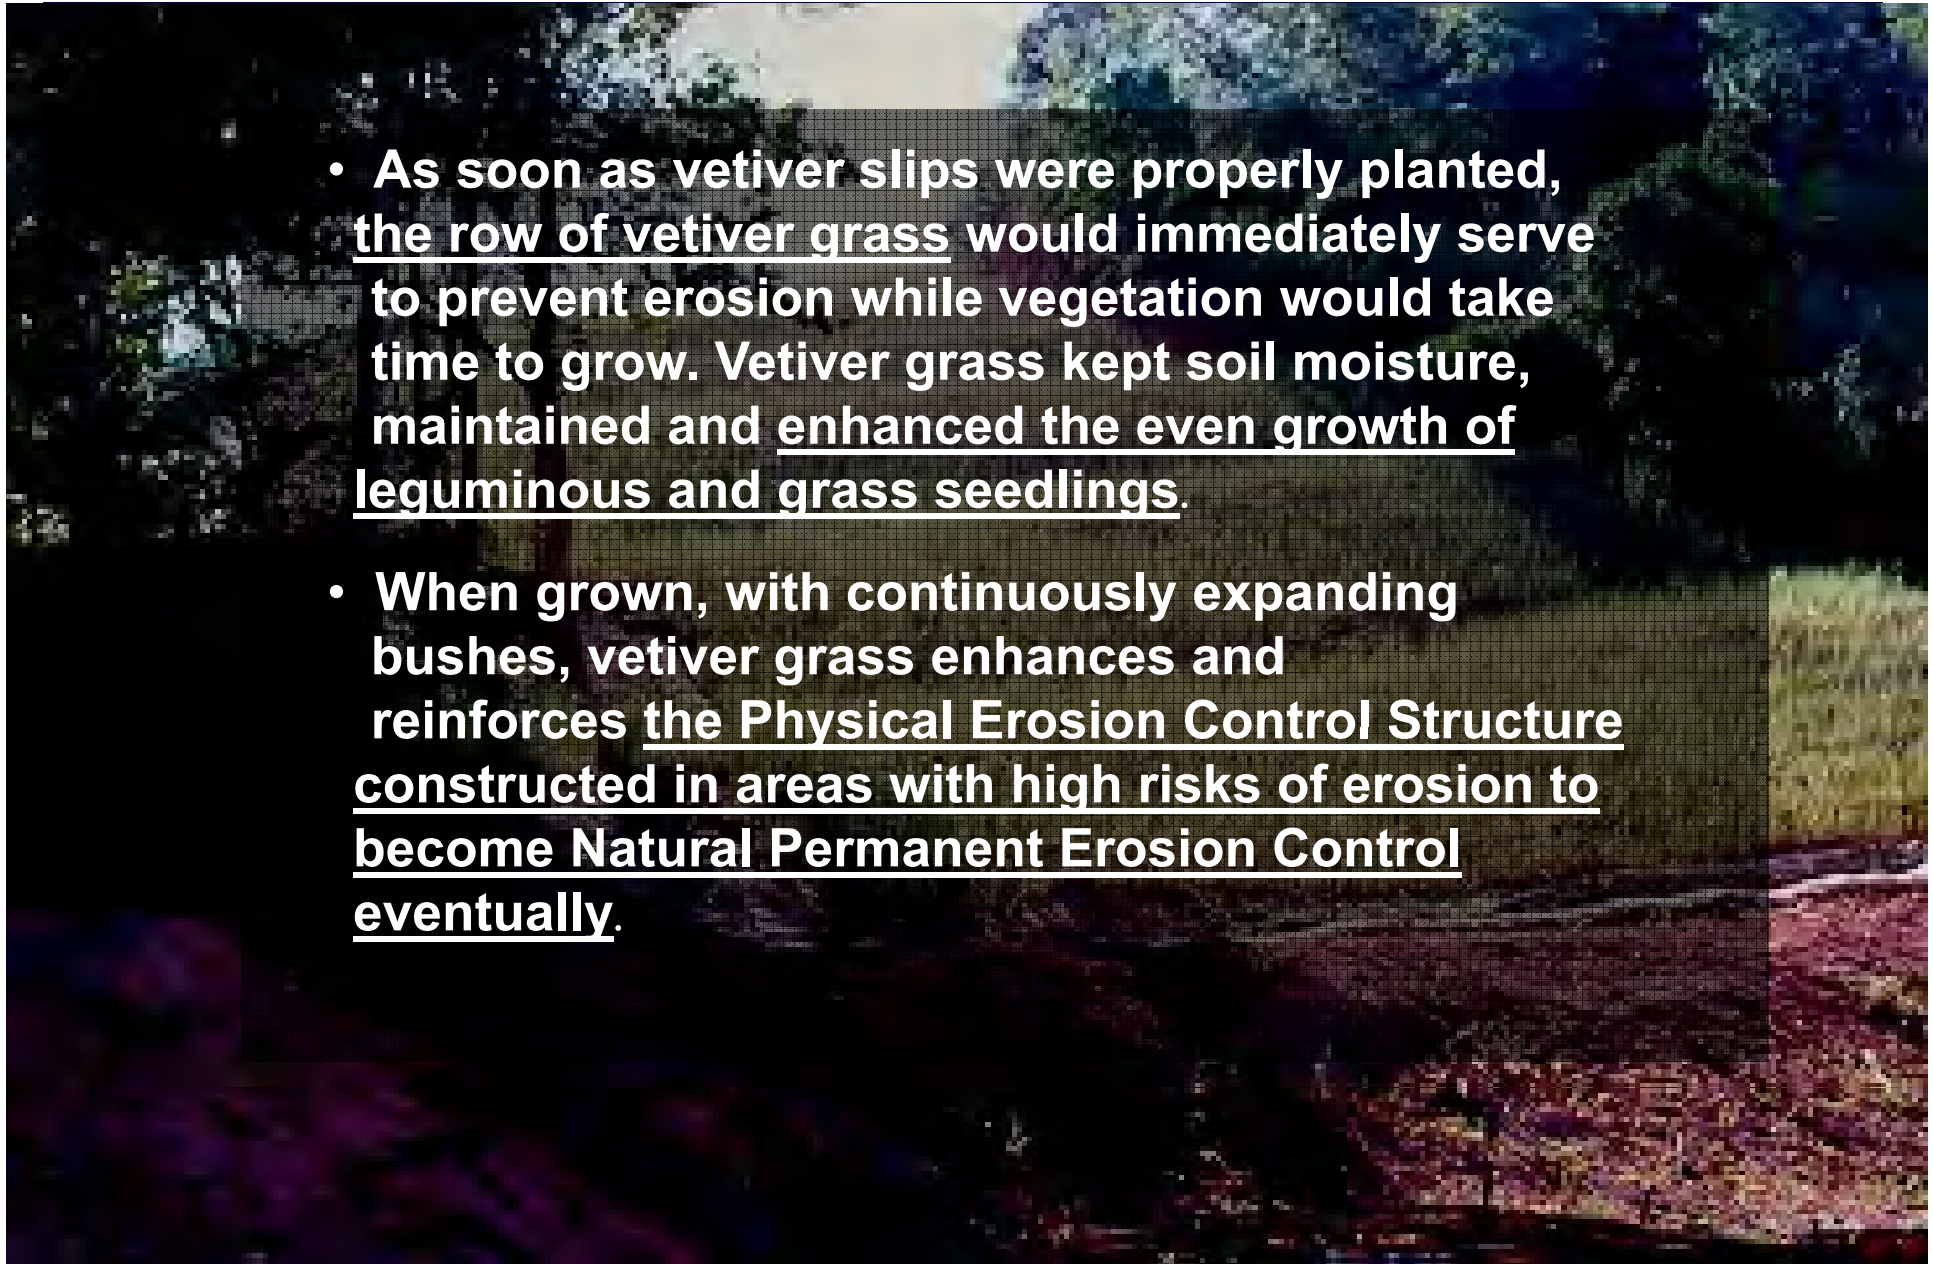 • As soon as vetiver slips were properly planted,
the row of vetiver grass would immediately serve
to prevent erosion while vegetation would take
time to grow. Vetiver grass kept soil moisture,
maintained and enhanced the even growth of
leguminous and grass seedlings.
• When grown, with continuously expanding
bushes, vetiver grass enhances and
reinforces the Physical Erosion Control Structure
constructed in areas with high risks of erosion to
become Natural Permanent Erosion Control
eventually.